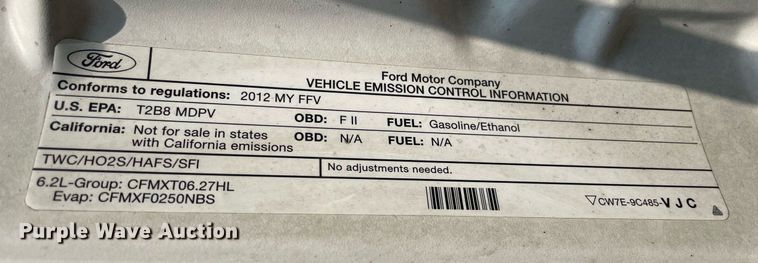 Ford
Ford Motor Company
VEHICLE EMISSION CONTROL INFORMATION
Conforms to regulations: 2012 MY FFV
U.S. EPA: T2B8 MDPV OBD: F II FUEL: Gasoline/Ethanol
California: Not for sale in states OBD: N/A FUEL: N/A
with California emissions
TWC/HO2S/HAFS/SFI No adjustments needed.
6.2L-Group: CFMXT06.27HL
Evap: CFMXF0250NBS
CW7E-9C485-VJC
Purple Wave Auction